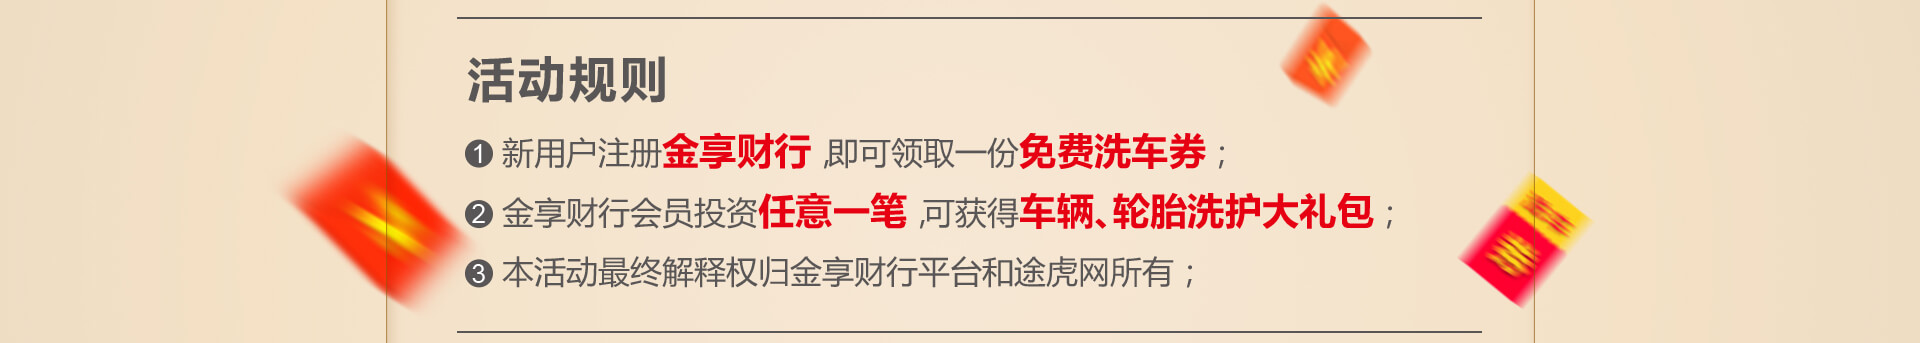 活动规则
❶ 新用户注册金享财行,即可领取一份免费洗车券；
❷ 金享财行会员投资任意一笔,可获得车辆、轮胎洗护大礼包；
❸ 本活动最终解释权归金享财行平台和途虎网所有；